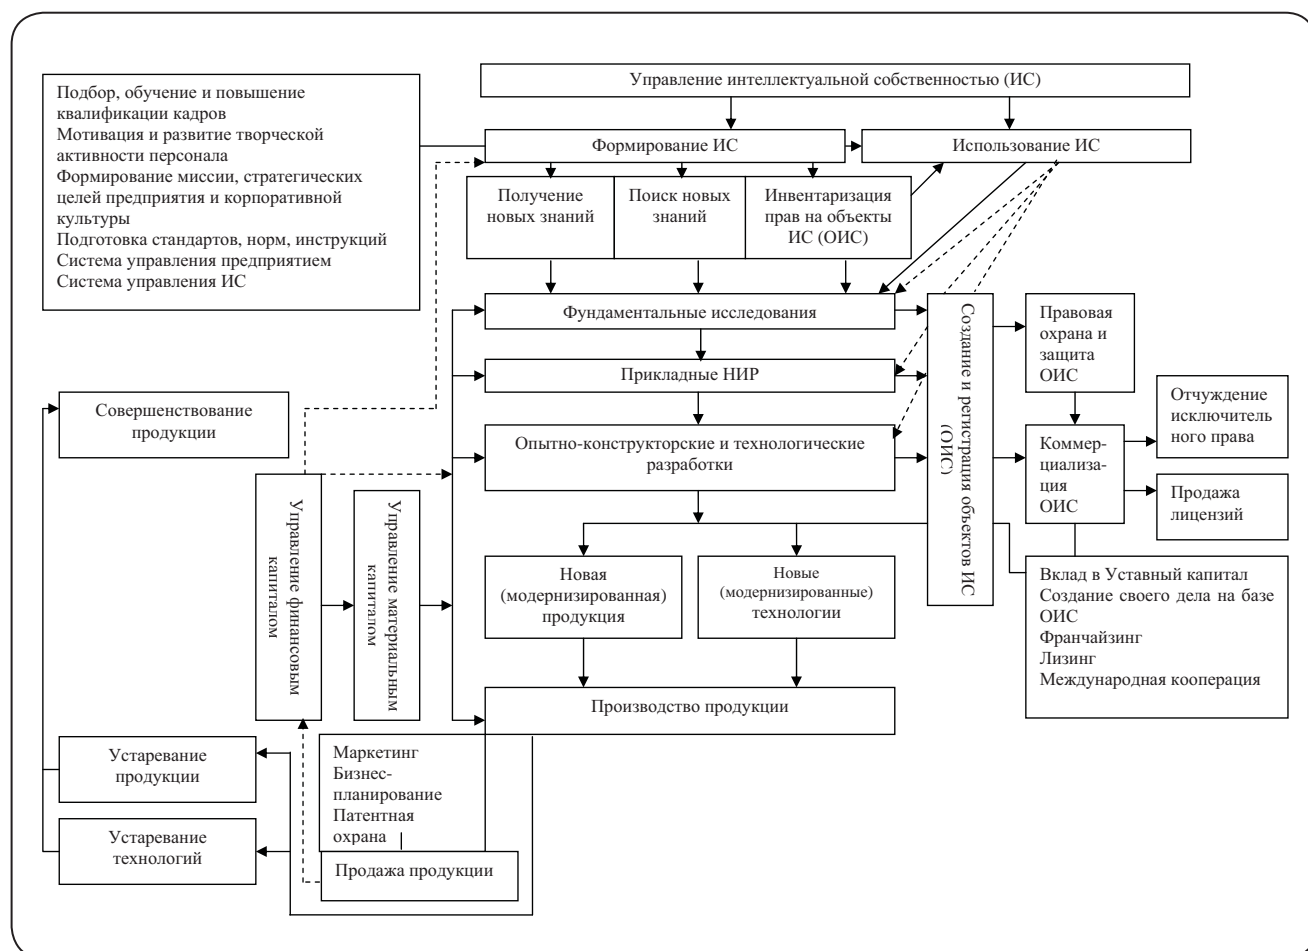 Управление интеллектуальной собственностью (ИС)
Подбор, обучение и повышение
квалификации кадров
Мотивация и развитие творческой
активности персонала
Формирование миссии, стратегических
целей предприятия и корпоративной
культуры
Подготовка стандартов, норм, инструкций
Система управления предприятием
Система управления ИС
Формирование ИС
Использование ИС
Получение
новых знаний
Поиск новых
знаний
Инвентаризация
прав на объекты
ИС (ОИС)
Фундаментальные исследования
Прикладные НИР
Опытно-конструкторские и технологические
разработки
Создание и регистрация объектов ИС
(ОИС)
Правовая
охрана и
защита
ОИС
Коммер-
циализа-
ция
ОИС
Отчуждение
исключитель
ного права
Продажа
лицензий
Совершенствование
продукции
Управление финансовым
капиталом
Управление материальным
капиталом
Новая
(модернизированная)
продукция
Новые
(модернизированные)
технологии
Вклад в Уставный капитал
Создание своего дела на базе
ОИС
Франчайзинг
Лизинг
Международная кооперация
Производство продукции
Устаревание
продукции
Устаревание
технологий
Маркетинг
Бизнес-
планирование
Патентная
охрана
Продажа продукции